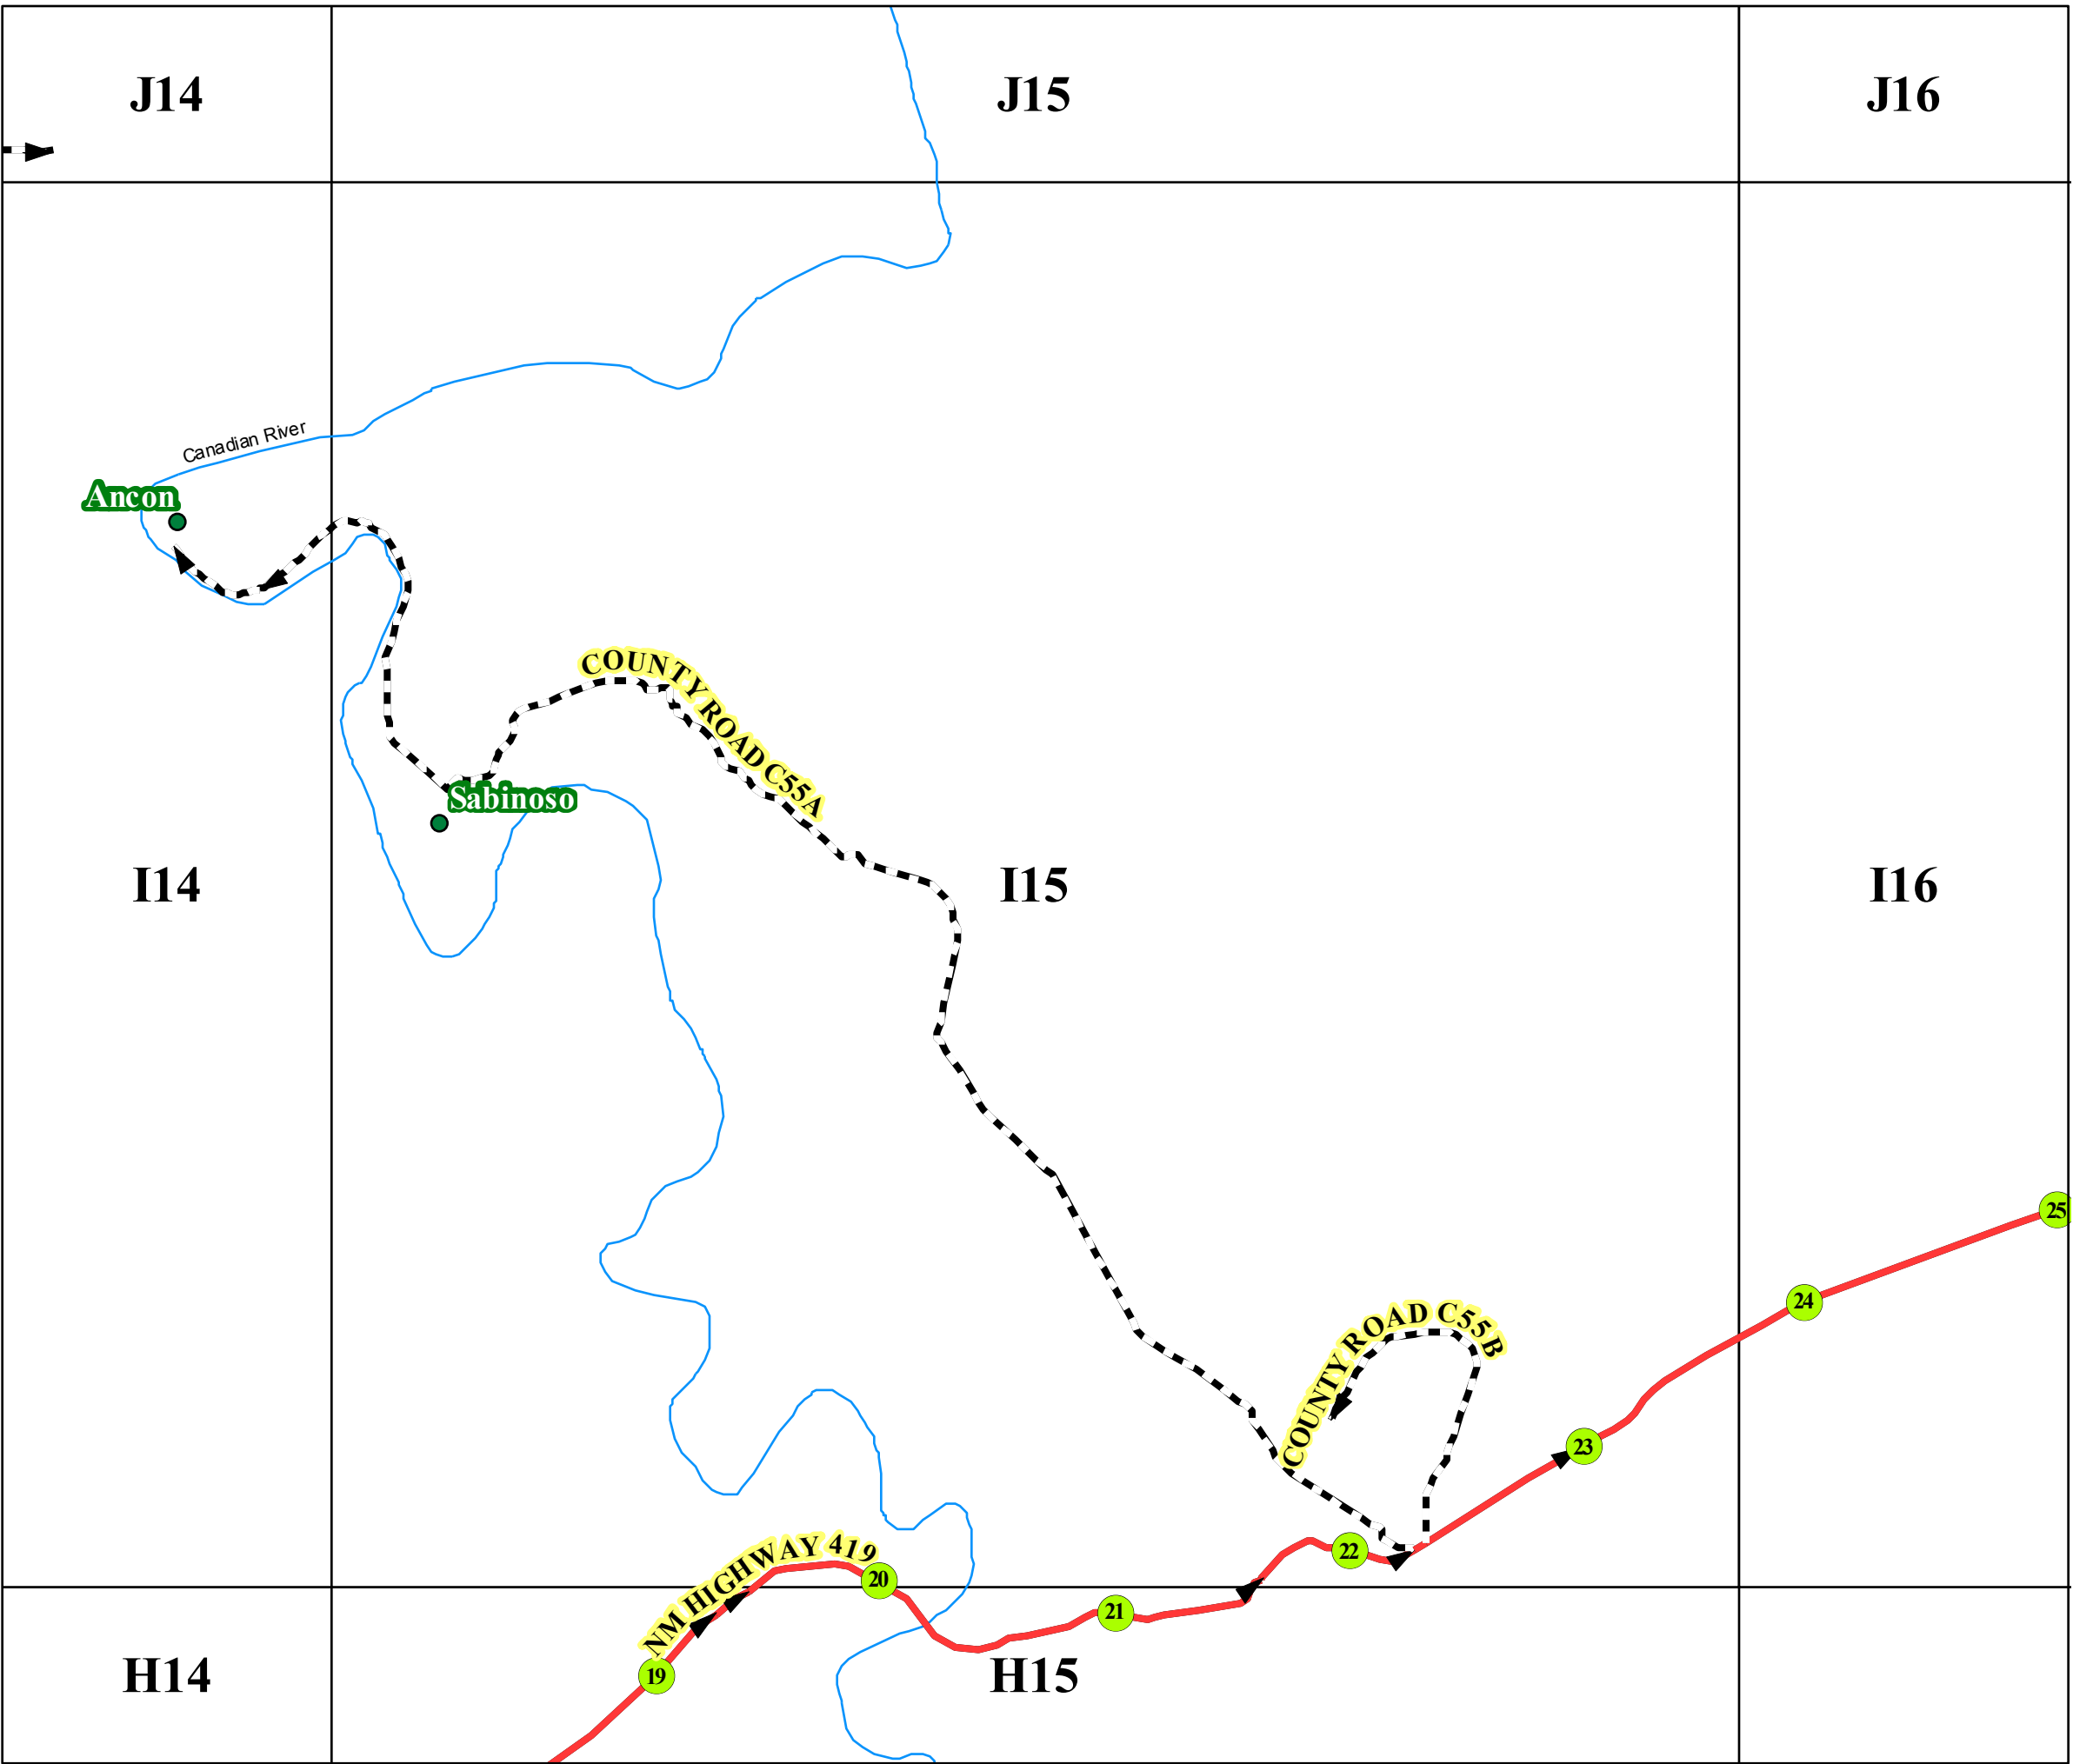 J14
J15
J16
Canadian River
Ancon
COUNTY ROAD C55A
Sabinoso
I14
I15
I16
25
24
COUNTY ROAD C55B
23
22
NM HIGHWAY 419
20
21
19
H14
H15